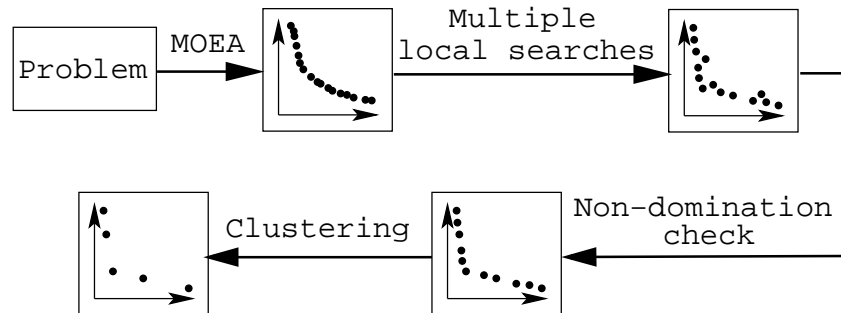 Problem
MOEA
Multiple
local searches
Non-domination
check
Clustering